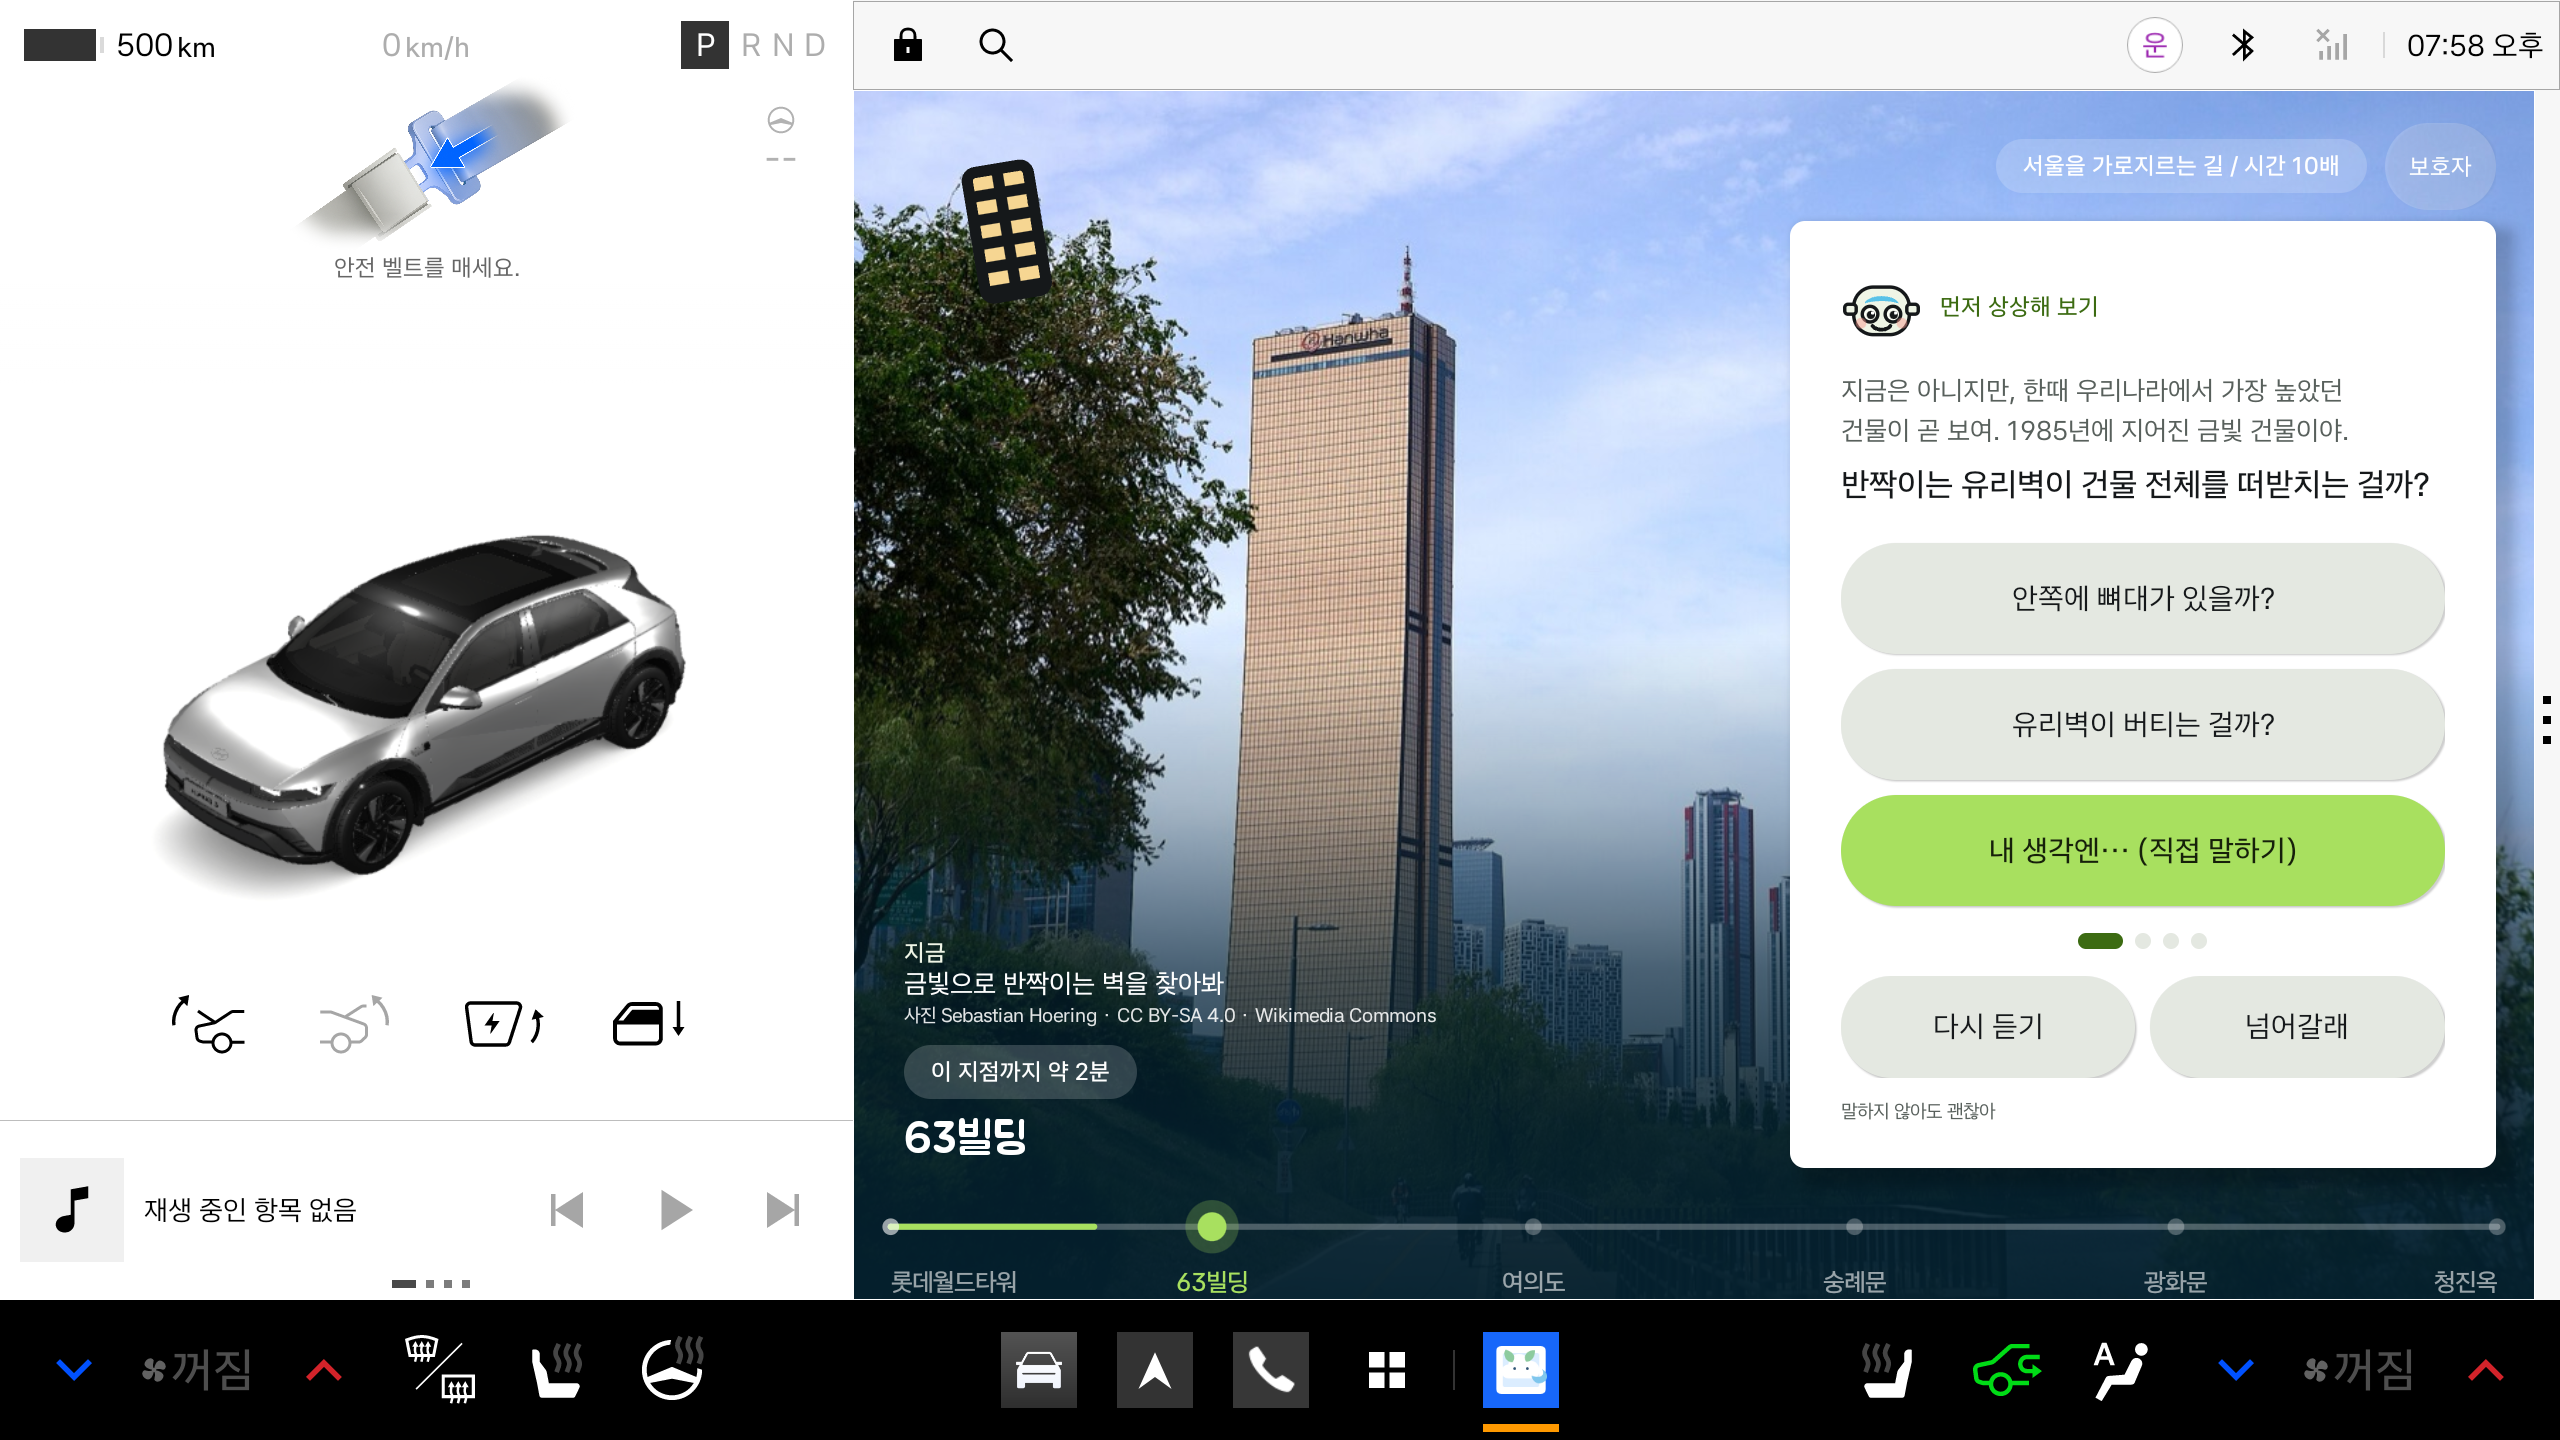 500 km
0 km/h
P R N D
안전 벨트를 매세요.
재생 중인 항목 없음
운
07:58 오후
서울을 가로지르는 길 / 시간 10배
보호자
Hanwha
먼저 상상해 보기
지금은 아니지만, 한때 우리나라에서 가장 높았던
건물이 곧 보여. 1985년에 지어진 금빛 건물이야.
반짝이는 유리벽이 건물 전체를 떠받치는 걸까?
안쪽에 뼈대가 있을까?
유리벽이 버티는 걸까?
내 생각엔… (직접 말하기)
다시 듣기
넘어갈래
말하지 않아도 괜찮아
지금
금빛으로 반짝이는 벽을 찾아봐
사진 Sebastian Hoering · CC BY-SA 4.0 · Wikimedia Commons
이 지점까지 약 2분
63빌딩
롯데월드타워
63빌딩
여의도
숭례문
광화문
청진옥
꺼짐
A
꺼짐